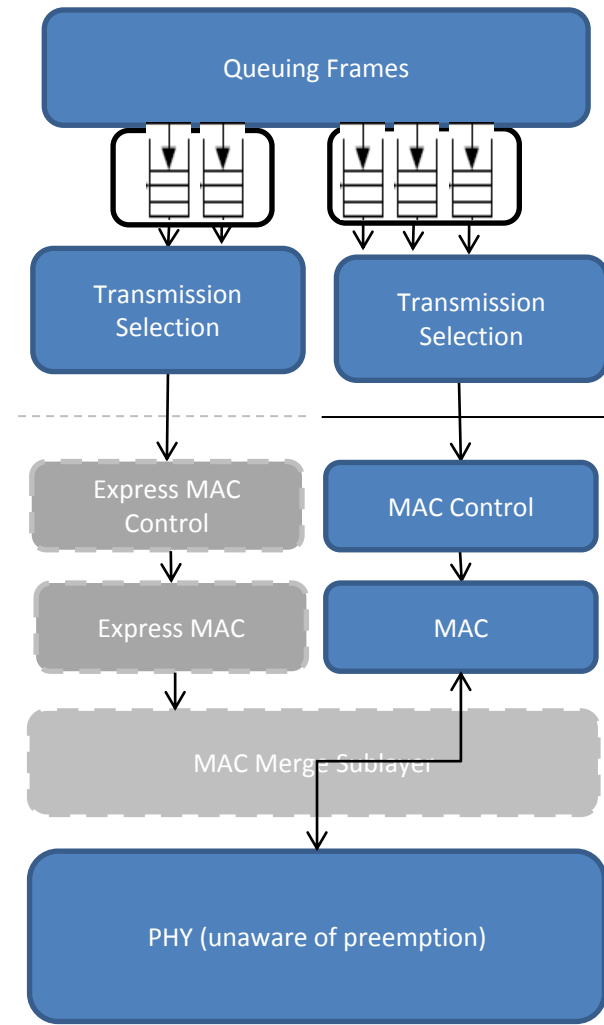 Queuing Frames
Transmission
Selection
Transmission
Selection
Express MAC
Control
MAC Control
Express MAC
MAC
MAC Merge Sublayer
PHY (unaware of preemption)